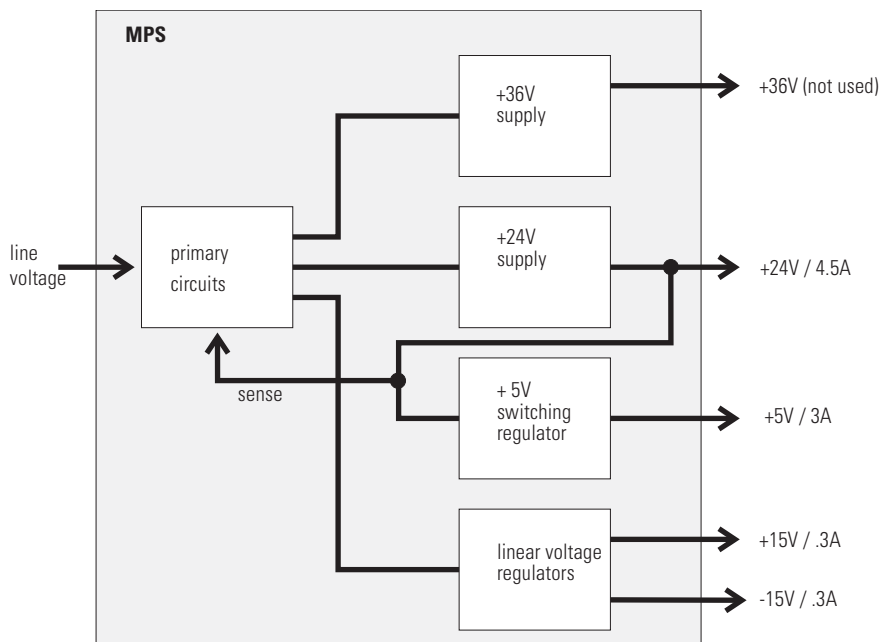 MPS
+36V
supply
+36V (not used)
line
voltage
primary
circuits
+24V
supply
+24V / 4.5A
sense
+ 5V
switching
regulator
+5V / 3A
linear voltage
regulators
+15V / .3A
-15V / .3A